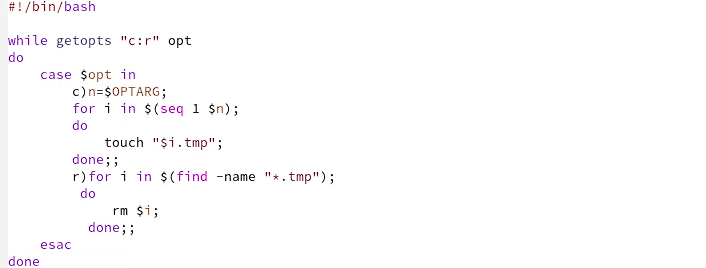 #!/bin/bash

while getopts "c:r" opt
do
    case $opt in
        c)n=$OPTARG;
        for i in $(seq 1 $n);
        do
            touch "$i.tmp";
        done;;
        r)for i in $(find -name "*.tmp");
         do
             rm $i;
          done;;
    esac
done